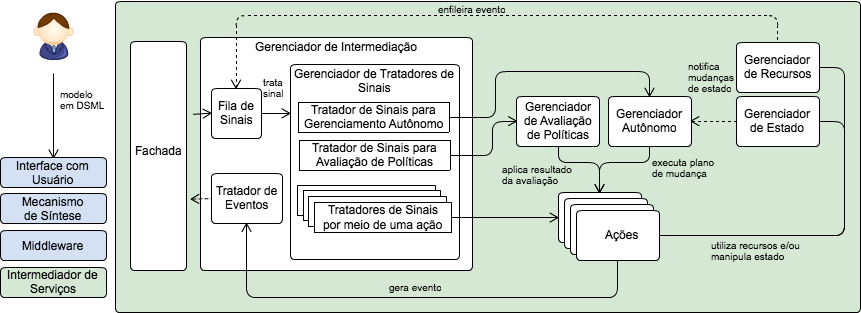 enfileira evento
modelo
em DSML
Interface com
Usuário
Mecanismo
de Síntese
Middleware
Intermediador de
Serviços
Fachada
Gerenciador de Intermediação
Fila de
Sinais
trata
sinal
Tratador de
Eventos
Gerenciador de Tratadores de
Sinais
Tratador de Sinais para
Gerenciamento Autônomo
Tratador de Sinais para
Avaliação de Políticas
Tratadores de Sinais
por meio de uma ação
Gerenciador
de Avaliação
de Políticas
Gerenciador
Autônomo
notifica
mudanças
de estado
Gerenciador
de Recursos
Gerenciador
de Estado
aplica resultado
da avaliação
executa plano
de mudança
Ações
utiliza recursos e/ou
manipula estado
gera evento